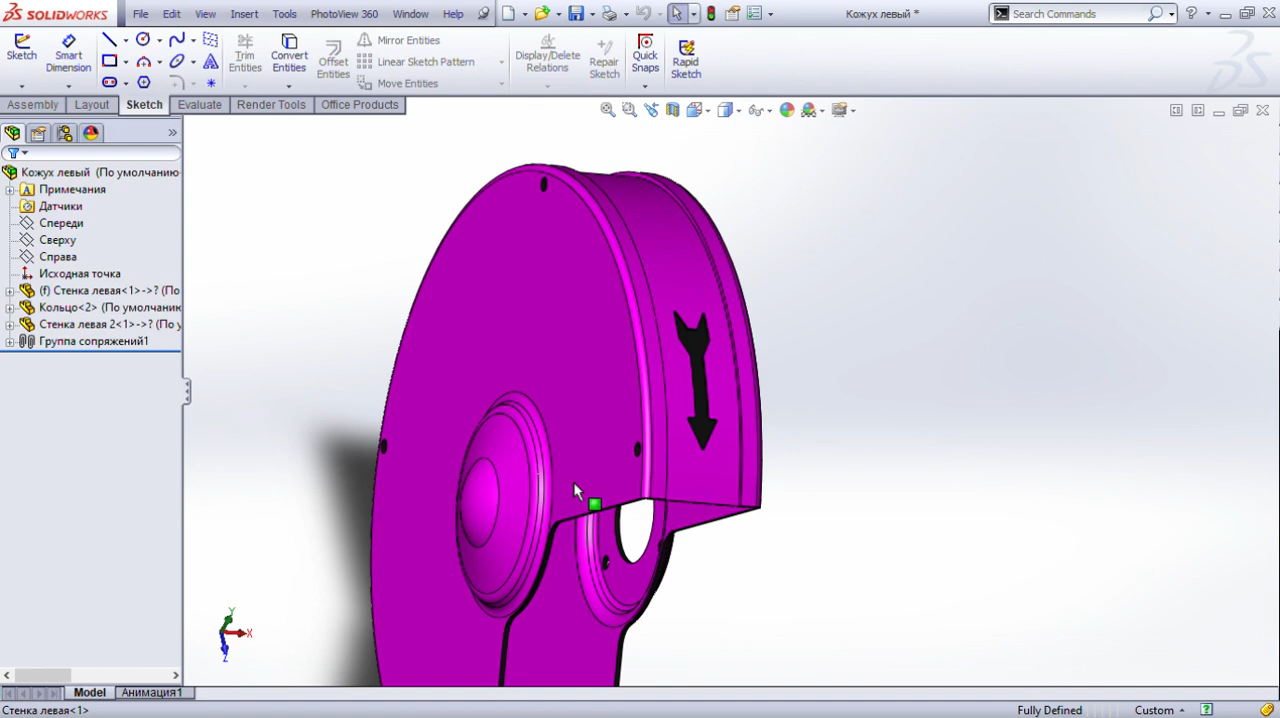 SOLIDWORKS File Edit View Insert Tools PhotoView 360 Window Help Кожух левый * Search Commands
Sketch Smart Dimension Trim Entities Convert Entities Offset Entities Mirror Entities Linear Sketch Pattern Move Entities Display/Delete Relations Repair Sketch Quick Snaps Rapid Sketch
Assembly Layout Sketch Evaluate Render Tools Office Products
Кожух левый (По умолчанию
Примечания
Датчики
Спереди
Сверху
Справа
Исходная точка
(f) Стенка левая<1>->? (По
Кольцо<2> (По умолчанию
Стенка левая 2<1>->? (По у
Группа сопряжений1
Y
X
Z
Model Анимация1
Стенка левая<1> Fully Defined Custom